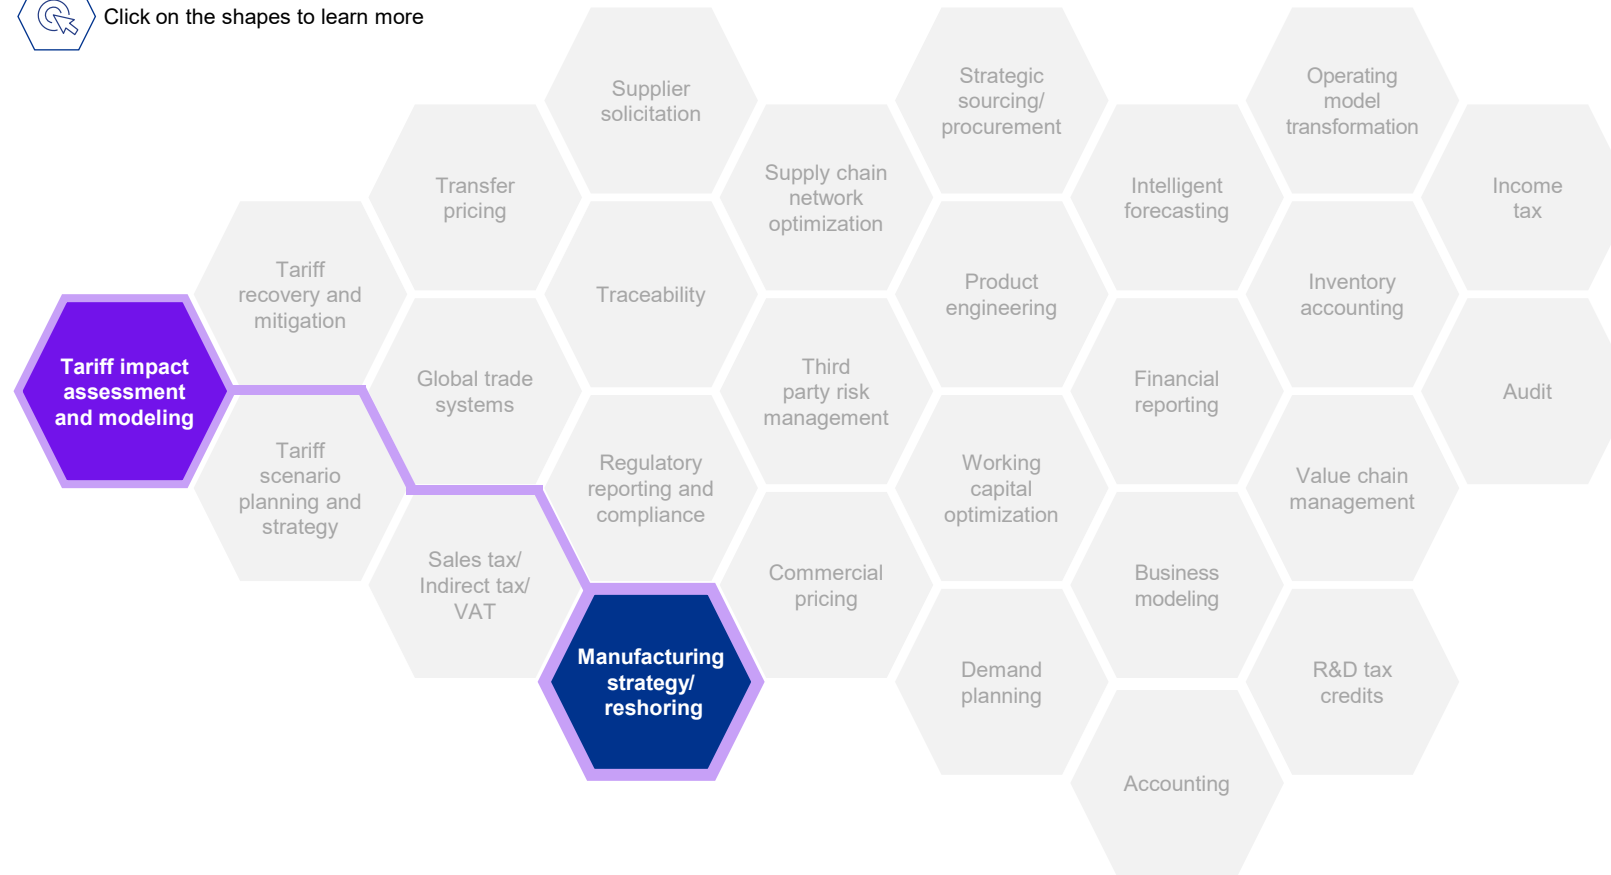 Click on the shapes to learn more
Supplier
solicitation
Strategic
sourcing/
procurement
Operating
model
transformation
Transfer
pricing
Supply chain
network
optimization
Intelligent
forecasting
Income
tax
Tariff
recovery and
mitigation
Traceability
Product
engineering
Inventory
accounting
Tariff impact
assessment
and modeling
Global trade
systems
Third
party risk
management
Financial
reporting
Audit
Tariff
scenario
planning and
strategy
Regulatory
reporting and
compliance
Working
capital
optimization
Value chain
management
Sales tax/
Indirect tax/
VAT
Commercial
pricing
Business
modeling
Manufacturing
strategy/
reshoring
Demand
planning
R&D tax
credits
Accounting